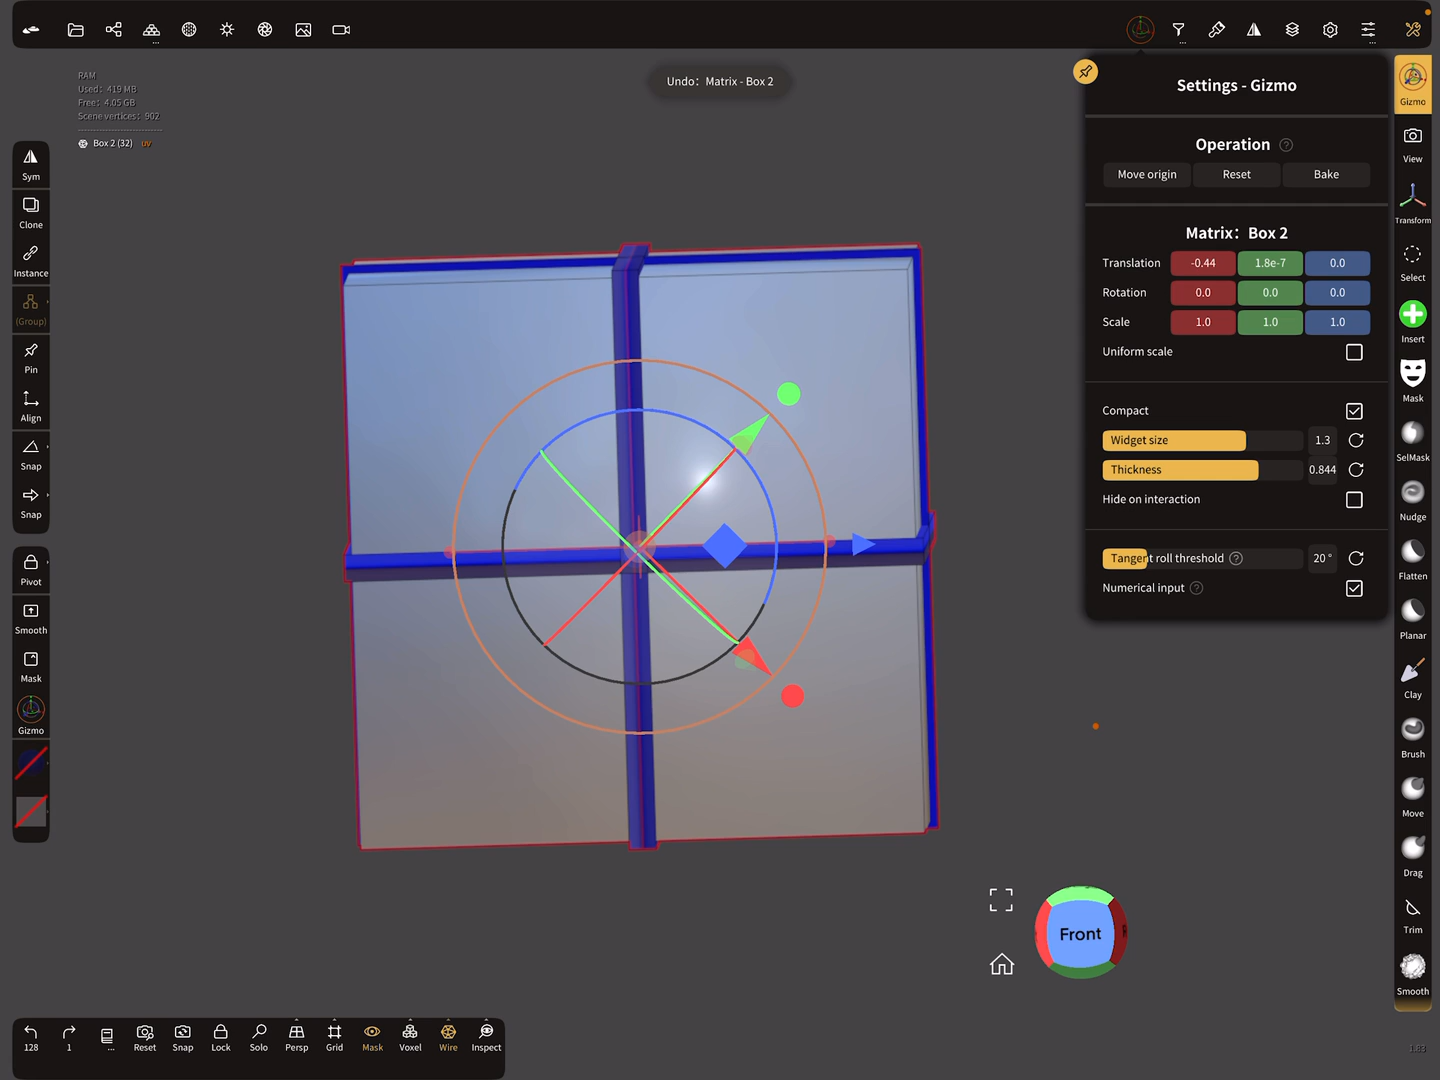 RAM
Used: 419 MB
Free: 4.05 GB
Scene vertices: 902
Box 2 (32) UV
Undo: Matrix - Box 2
Sym
Clone
Instance
(Group)
Pin
Align
Snap
Snap
Pivot
Smooth
Mask
Gizmo
Settings - Gizmo
Operation ?
Move origin Reset Bake
Matrix: Box 2
Translation -0.44 1.8e-7 0.0
Rotation 0.0 0.0 0.0
Scale 1.0 1.0 1.0
Uniform scale
Compact
Widget size 1.3
Thickness 0.844
Hide on interaction
Tangent roll threshold ? 20°
Numerical input ?
Gizmo
View
Transform
Select
Insert
Mask
SelMask
Nudge
Flatten
Planar
Clay
Brush
Move
Drag
Trim
Smooth
Front
128 1 ... Reset Snap Lock Solo Persp Grid Mask Voxel Wire Inspect
1.83